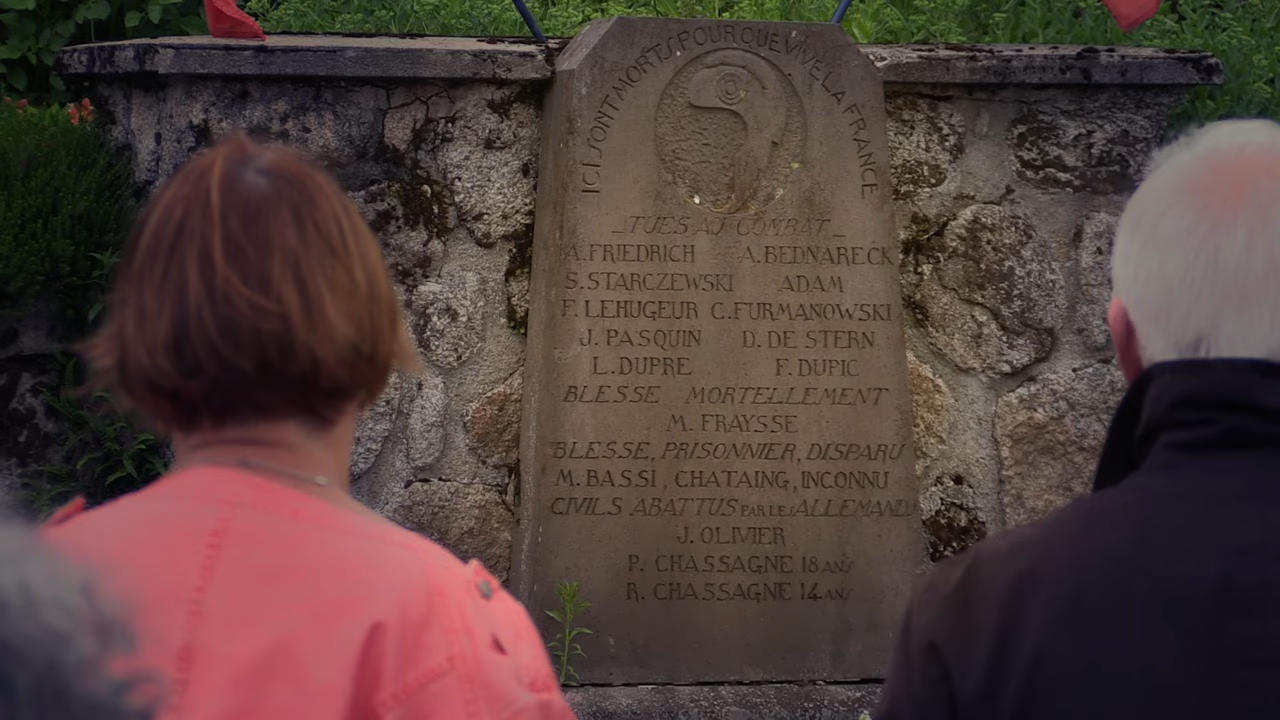 ICI SONT MORTS POUR QUE VIVE LA FRANCE
TUES AU COMBAT
A. FRIEDRICH A. BEDNARECK
S. STARCZEWSKI ADAM
F. LEHUGEUR C. FURMANOWSKI
J. PASQUIN D. DE STERN
L. DUPRE F. DUPIC
BLESSE MORTELLEMENT
M. FRAYSSE
BLESSE, PRISONNIER, DISPARU
M. BASSI, CHATAING, INCONNU
CIVILS ABATTUS PAR LES ALLEMANDS
J. OLIVIER
P. CHASSAGNE 18 ANS
R. CHASSAGNE 14 ANS